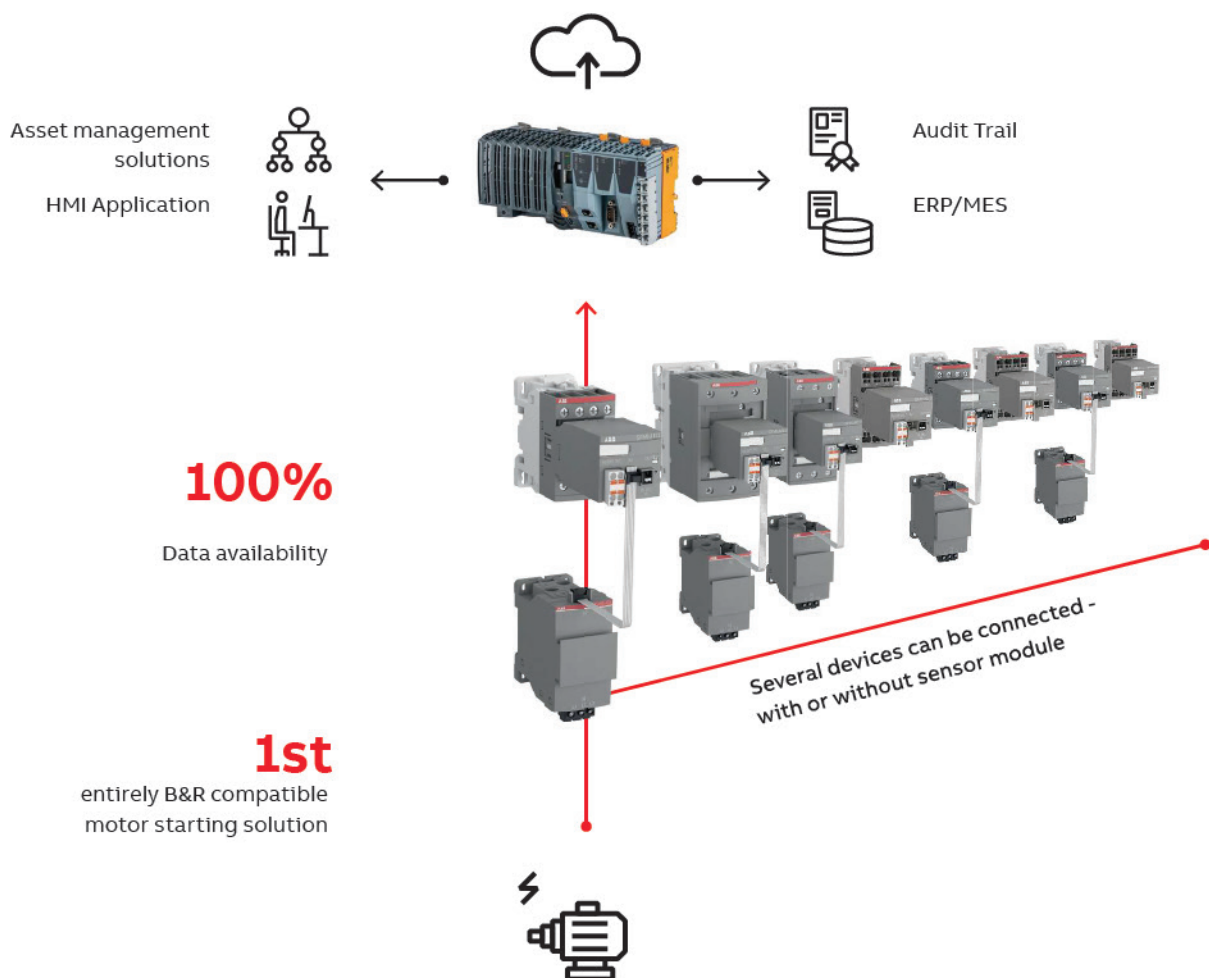 Asset management
solutions
HMI Application
Audit Trail
ERP/MES
100%
Data availability
Several devices can be connected -
with or without sensor module
1st
entirely B&R compatible
motor starting solution